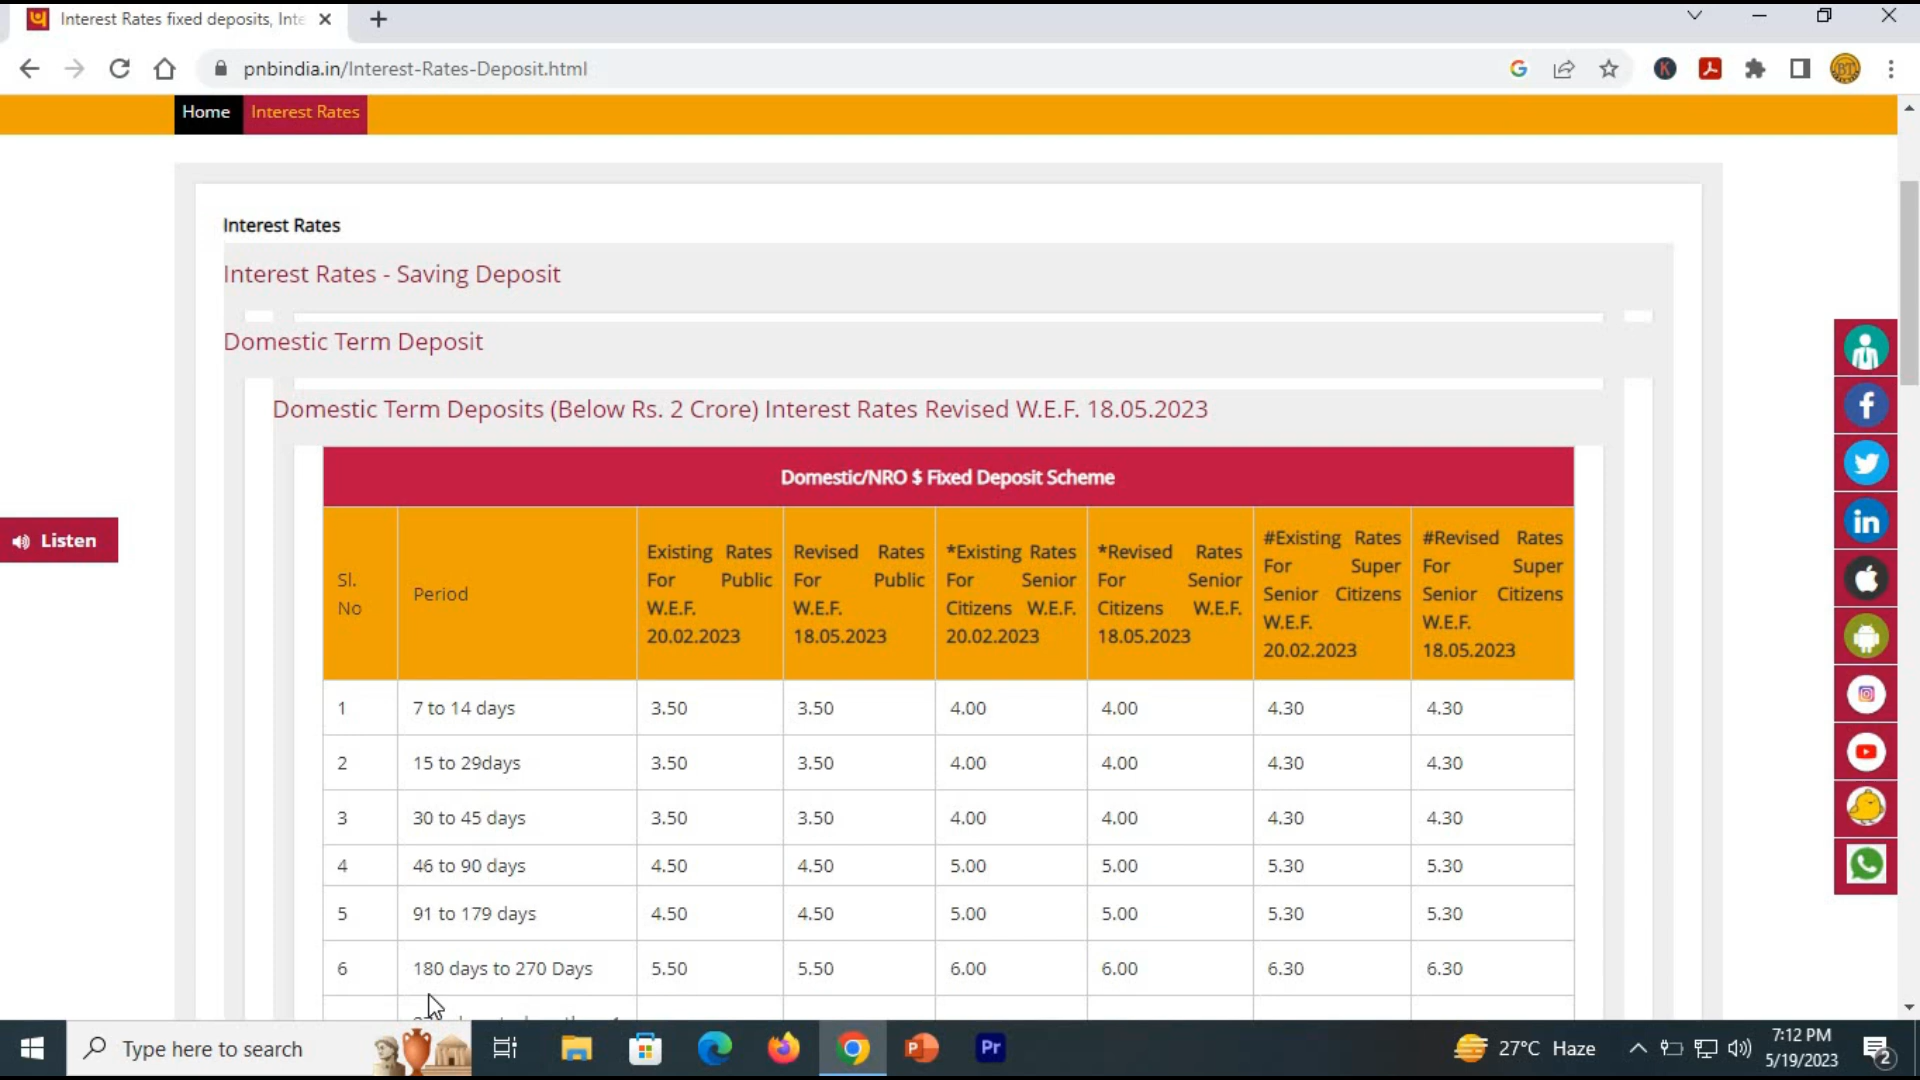 Interest Rates fixed deposits, Inte
pnbindia.in/Interest-Rates-Deposit.html
Home Interest Rates
Interest Rates
Interest Rates - Saving Deposit
Domestic Term Deposit
Domestic Term Deposits (Below Rs. 2 Crore) Interest Rates Revised W.E.F. 18.05.2023
Listen
Domestic/NRO $ Fixed Deposit Scheme
Sl.
No
Period
Existing Rates
For Public
W.E.F.
20.02.2023
Revised Rates
For Public
W.E.F.
18.05.2023
*Existing Rates
For Senior
Citizens W.E.F.
20.02.2023
*Revised Rates
For Senior
Citizens W.E.F.
18.05.2023
#Existing Rates
For Super
Senior Citizens
W.E.F.
20.02.2023
#Revised Rates
For Super
Senior Citizens
W.E.F.
18.05.2023
1 7 to 14 days 3.50 3.50 4.00 4.00 4.30 4.30
2 15 to 29days 3.50 3.50 4.00 4.00 4.30 4.30
3 30 to 45 days 3.50 3.50 4.00 4.00 4.30 4.30
4 46 to 90 days 4.50 4.50 5.00 5.00 5.30 5.30
5 91 to 179 days 4.50 4.50 5.00 5.00 5.30 5.30
6 180 days to 270 Days 5.50 5.50 6.00 6.00 6.30 6.30
Type here to search
Pr
27°C Haze
7:12 PM
5/19/2023
2